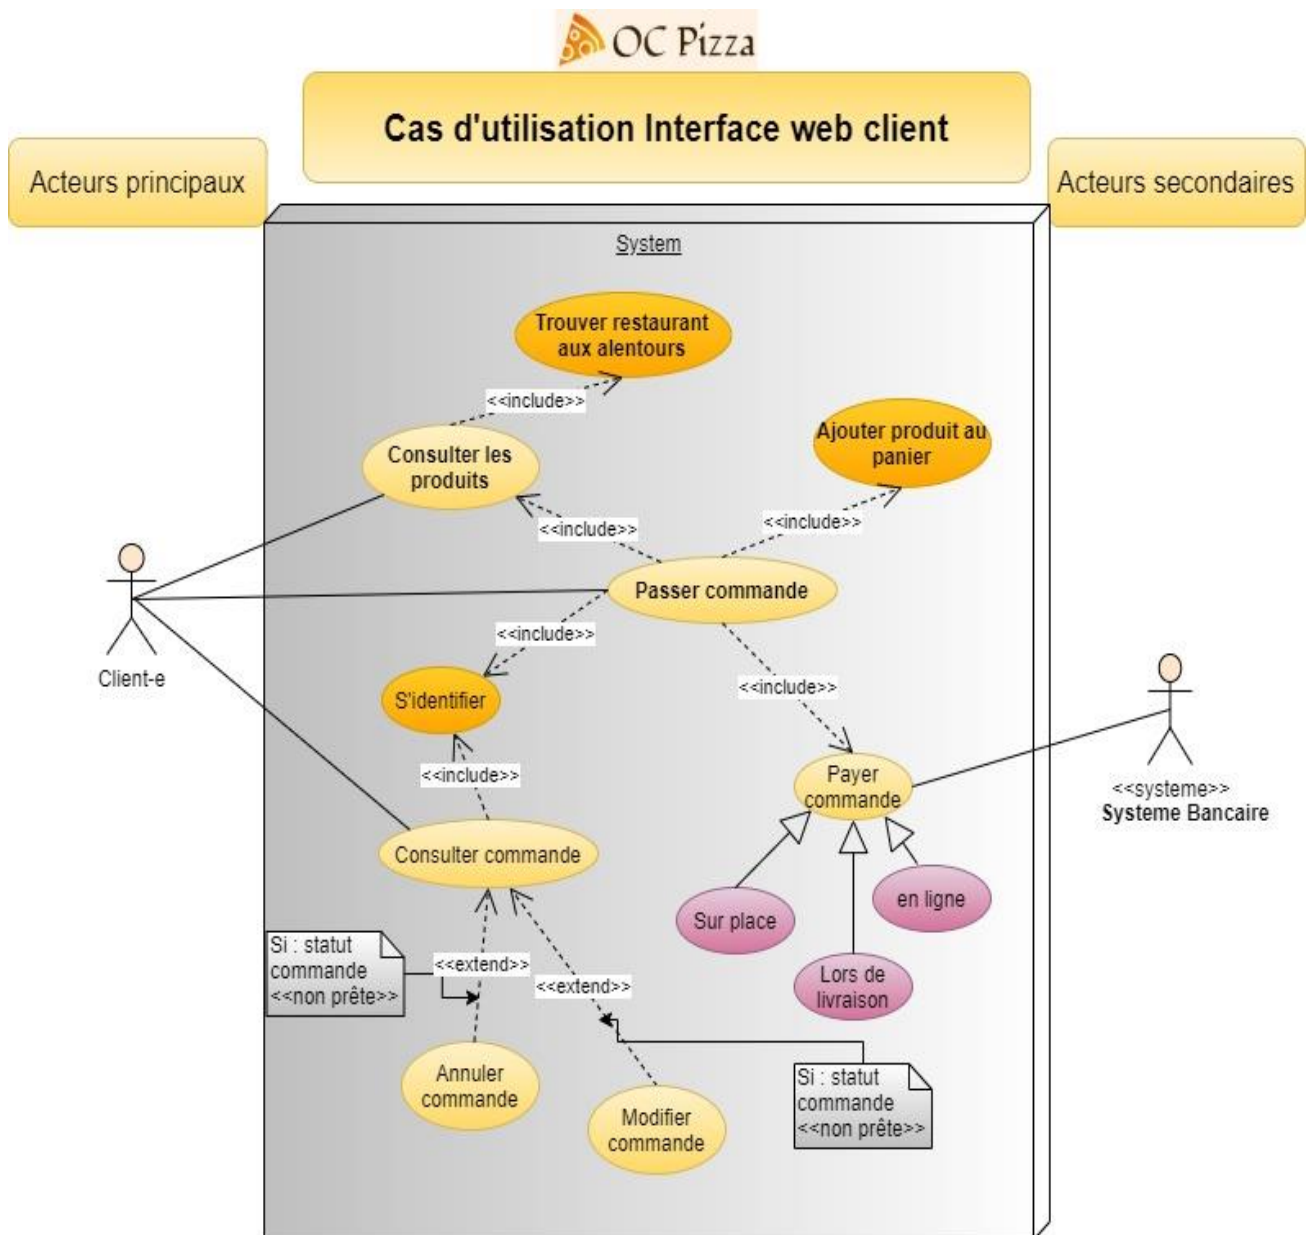 OC Pizza
Cas d'utilisation Interface web client
Acteurs principaux
Acteurs secondaires
System
Trouver restaurant
aux alentours
<<include>>
Ajouter produit au
panier
Consulter les
produits
<<include>>
<<include>>
Passer commande
<<include>>
Client-e
S'identifier
<<include>>
<<include>>
Payer
commande
<<systeme>>
Systeme Bancaire
Consulter commande
en ligne
Sur place
Si : statut
commande
<<non prête>>
<<extend>>
<<extend>>
Lors de
livraison
Annuler
commande
Si : statut
commande
<<non prête>>
Modifier
commande